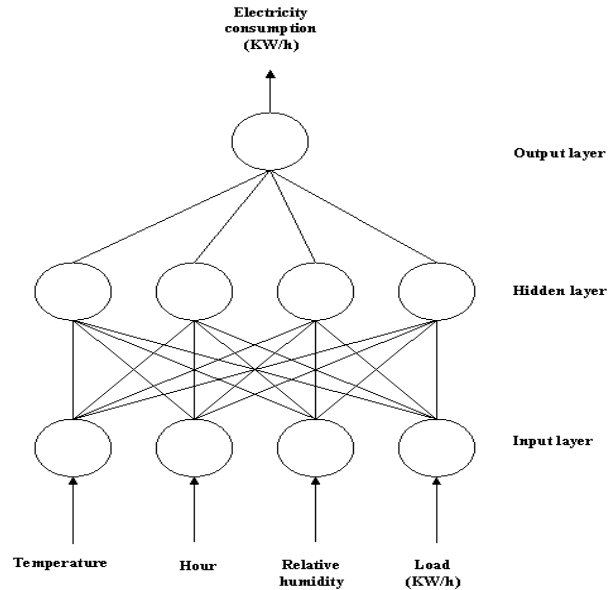 Electricity
consumption
(KW/h)
Output layer
Hidden layer
Input layer
Temperature
Hour
Relative
humidity
Load
(KW/h)